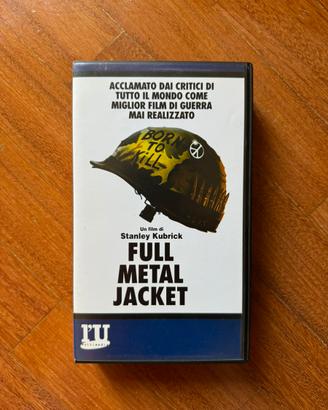 ACCLAMATO DAI CRITICI DI
TUTTO IL MONDO COME
MIGLIOR FILM DI GUERRA
MAI REALIZZATO
BORN
TO
KILL
Un film di
Stanley Kubrick
FULL
METAL
JACKET
l'U
multimedia